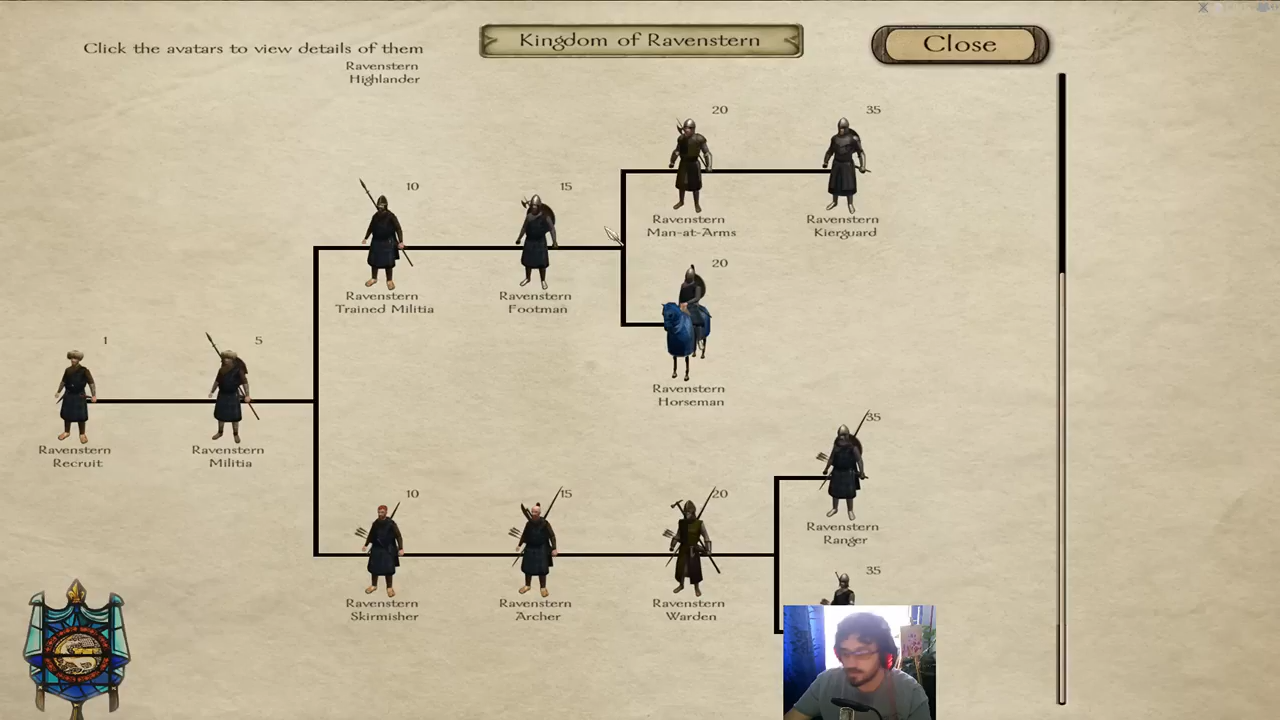 Kingdom of Ravenstern
Close
Click the avatars to view details of them
Ravenstern
Highlander
20
35
Ravenstern
Man-at-Arms
Ravenstern
Kierguard
10
15
Ravenstern
Trained Militia
Ravenstern
Footman
20
Ravenstern
Horseman
1
5
Ravenstern
Recruit
Ravenstern
Militia
35
Ravenstern
Ranger
10
15
20
Ravenstern
Skirmisher
Ravenstern
Archer
Ravenstern
Warden
35